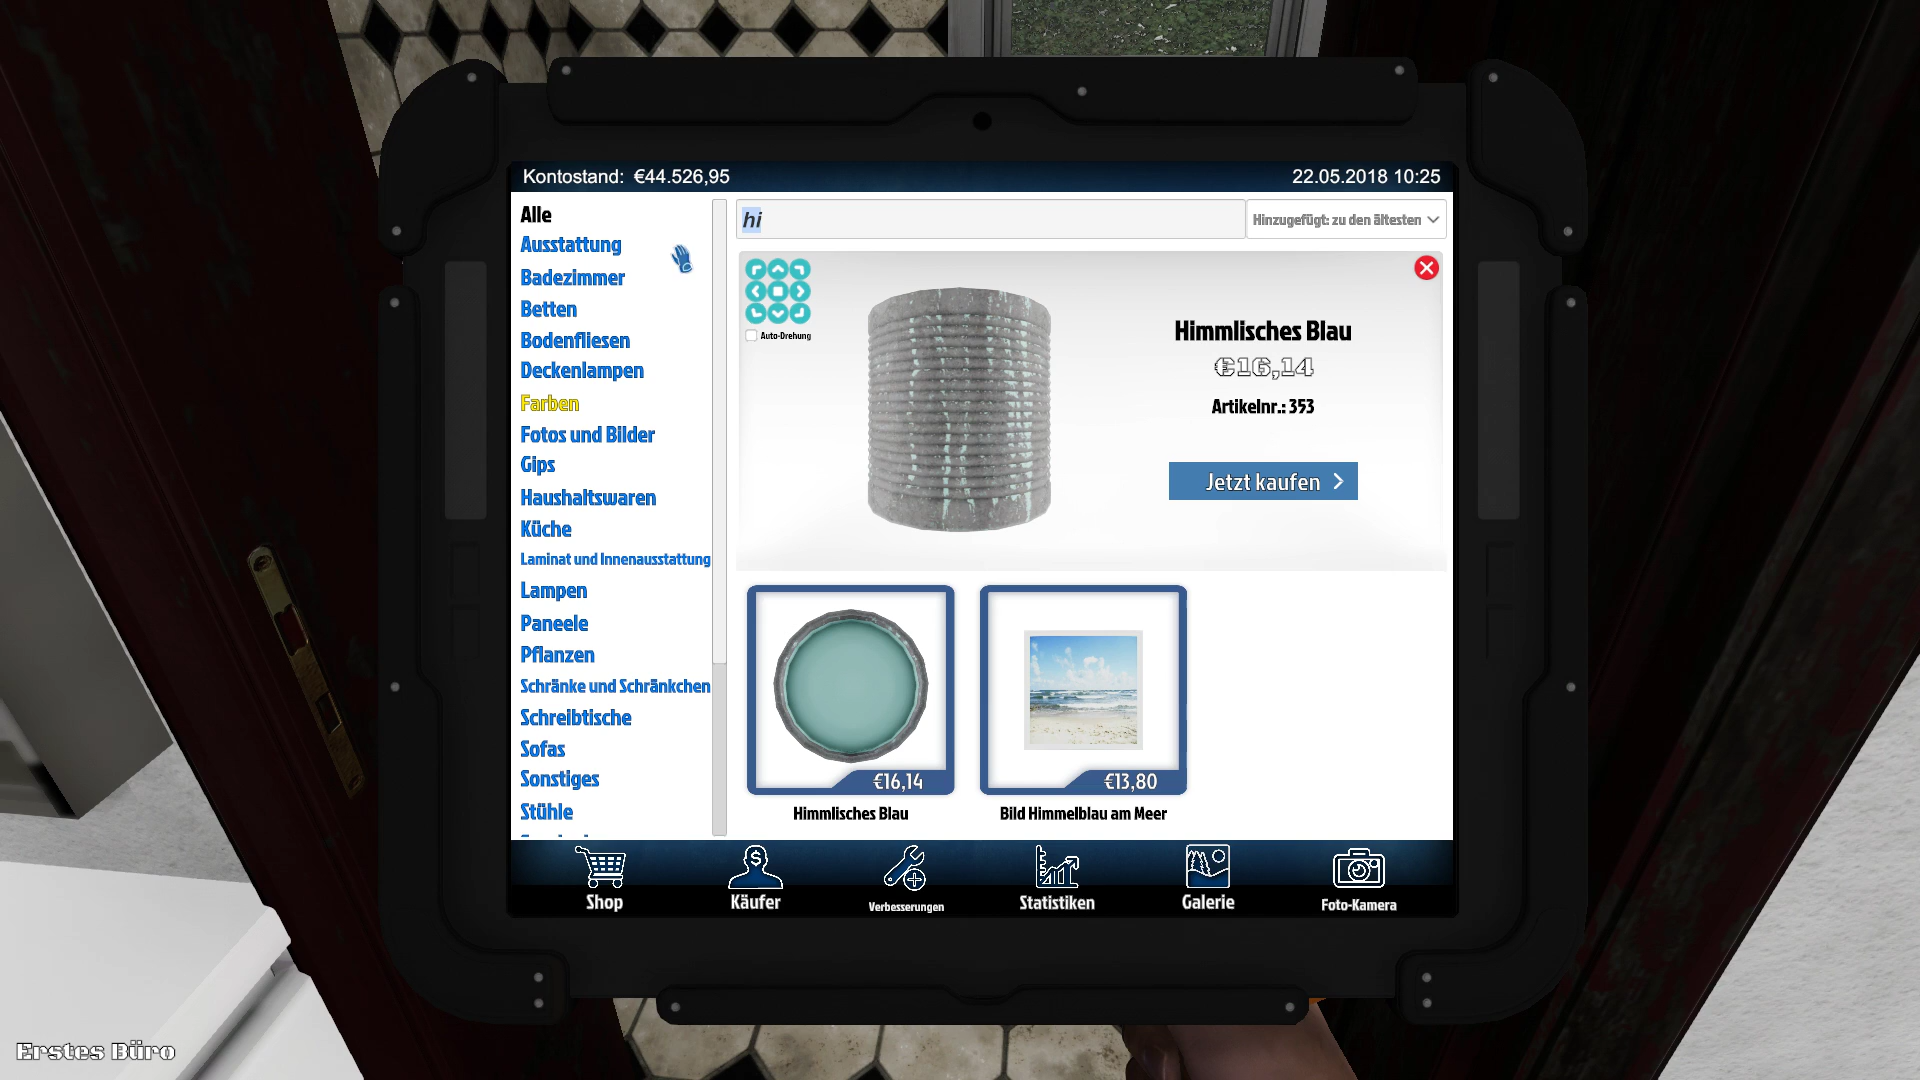 Kontostand: €44.526,95
22.05.2018 10:25
Alle
Ausstattung
Badezimmer
Betten
Bodenfliesen
Deckenlampen
Farben
Fotos und Bilder
Gips
Haushaltswaren
Küche
Laminat und Innenausstattung
Lampen
Paneele
Pflanzen
Schränke und Schränkchen
Schreibtische
Sofas
Sonstiges
Stühle
hi
Hinzugefügt: zu den ältesten
Auto-Drehung
Himmlisches Blau
€16,14
Artikelnr.: 353
Jetzt kaufen
€16,14
Himmlisches Blau
€13,80
Bild Himmelblau am Meer
Shop
Käufer
Verbesserungen
Statistiken
Galerie
Foto-Kamera
Erstes Büro